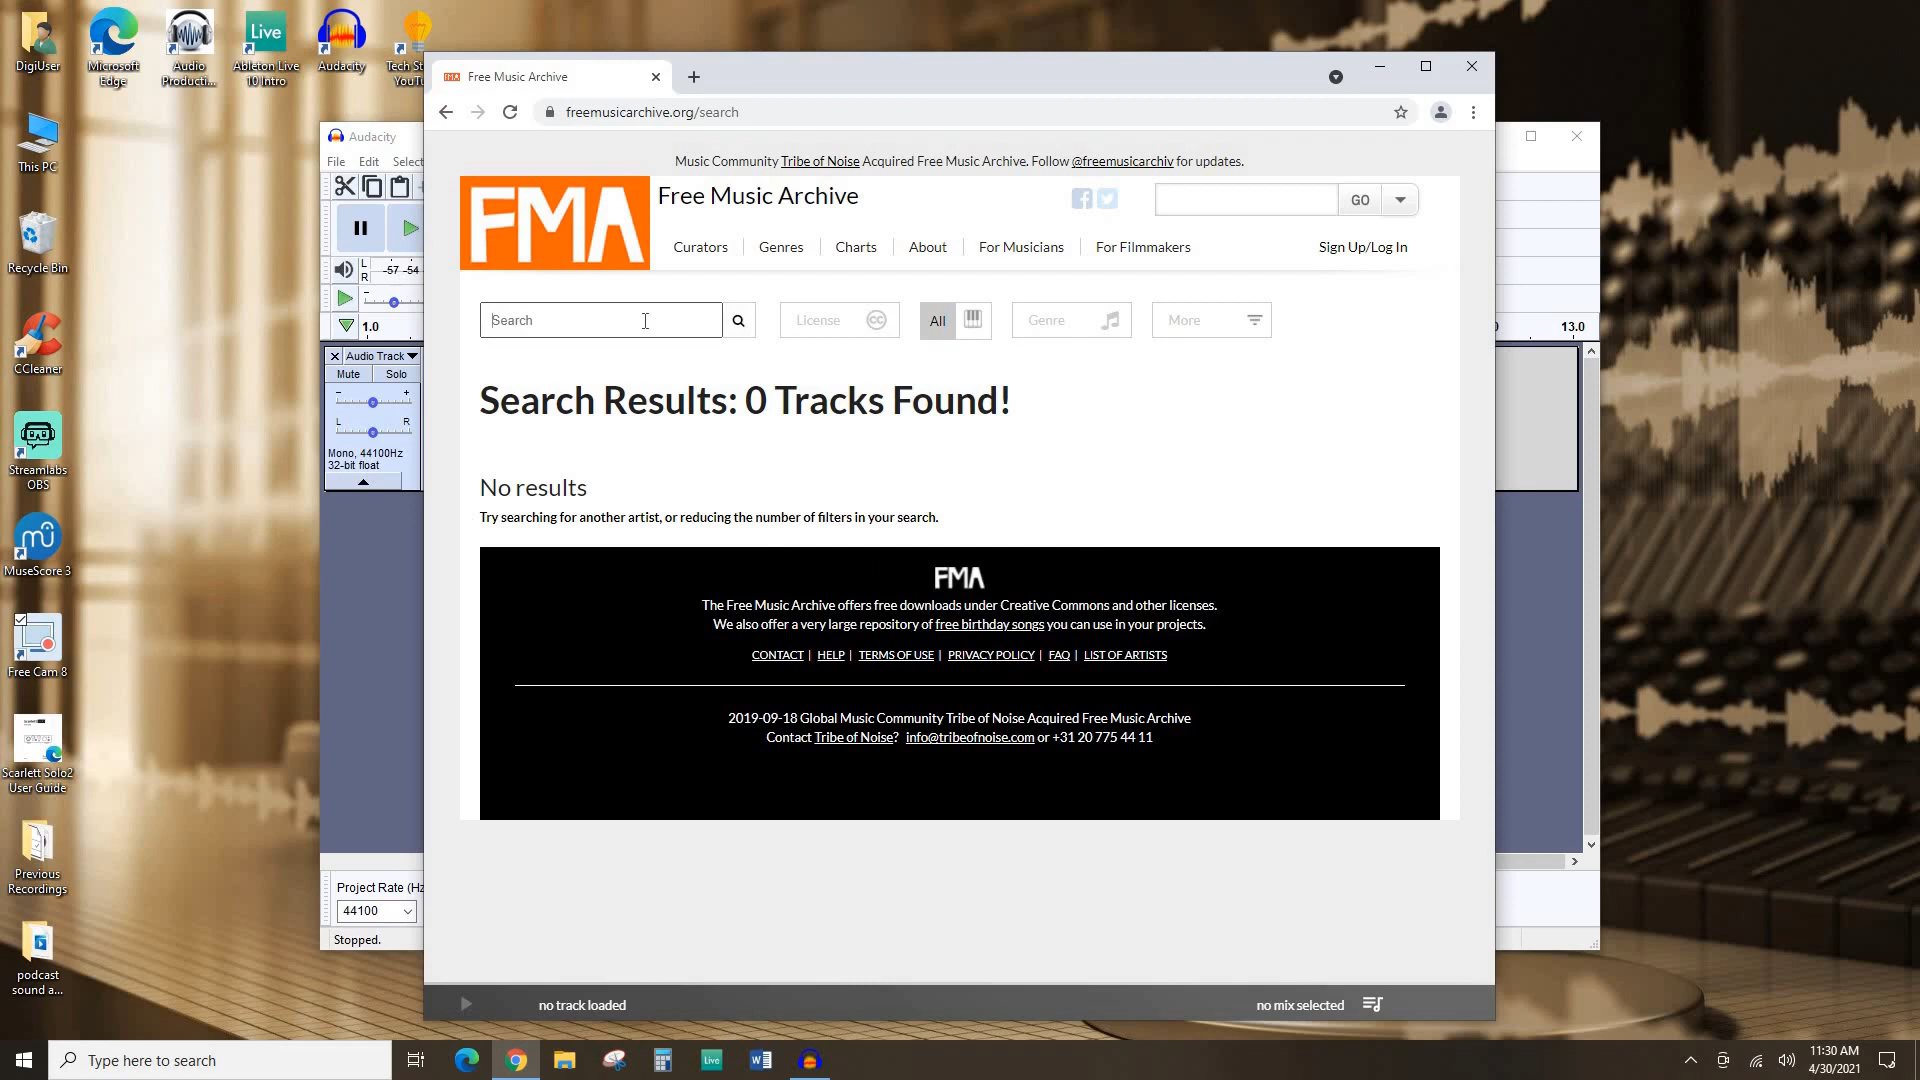 DigiUser
Microsoft
Edge
Audio
Producti...
Live
Ableton Live
10 Intro
Audacity
Tech St
YouTu
This PC
Recycle Bin
CCleaner
Streamlabs
OBS
MuseScore 3
Free Cam 8
Scarlett Solo2
User Guide
Previous
Recordings
podcast
sound a...
Audacity
File Edit Select
L
R
-57 -54
1.0
13.0
Audio Track
Mute Solo
L R
Mono, 44100Hz
32-bit float
Project Rate (Hz
44100
Stopped.
FMA Free Music Archive
freemusicarchive.org/search
Music Community Tribe of Noise Acquired Free Music Archive. Follow @freemusicarchiv for updates.
FMA
Free Music Archive
GO
Curators Genres Charts About For Musicians For Filmmakers Sign Up/Log In
Search License CC All Genre More
Search Results: 0 Tracks Found!
No results
Try searching for another artist, or reducing the number of filters in your search.
FMA
The Free Music Archive offers free downloads under Creative Commons and other licenses.
We also offer a very large repository of free birthday songs you can use in your projects.
CONTACT | HELP | TERMS OF USE | PRIVACY POLICY | FAQ | LIST OF ARTISTS
2019-09-18 Global Music Community Tribe of Noise Acquired Free Music Archive
Contact Tribe of Noise? info@tribeofnoise.com or +31 20 775 44 11
no track loaded no mix selected
Type here to search
Live
11:30 AM
4/30/2021